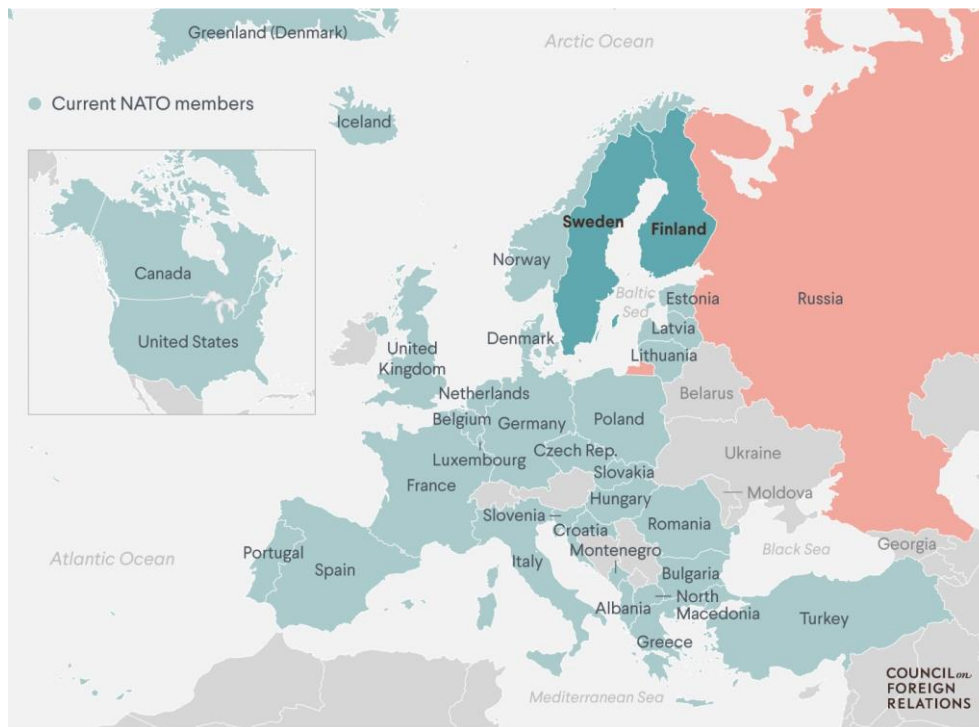 Greenland (Denmark)
Arctic Ocean
Current NATO members
Iceland
Sweden
Finland
Norway
Canada
United States
Baltic
Sea
Estonia
Russia
Latvia
Denmark
Lithuania
United
Kingdom
Belarus
Netherlands
Belgium
Germany
Poland
Luxembourg
Czech Rep.
Ukraine
Slovakia
France
Hungary
Moldova
Slovenia
Croatia
Romania
Montenegro
Georgia
Black Sea
Atlantic Ocean
Portugal
Spain
Italy
Bulgaria
North
Macedonia
Albania
Turkey
Greece
Mediterranean Sea
COUNCIL on
FOREIGN
RELATIONS